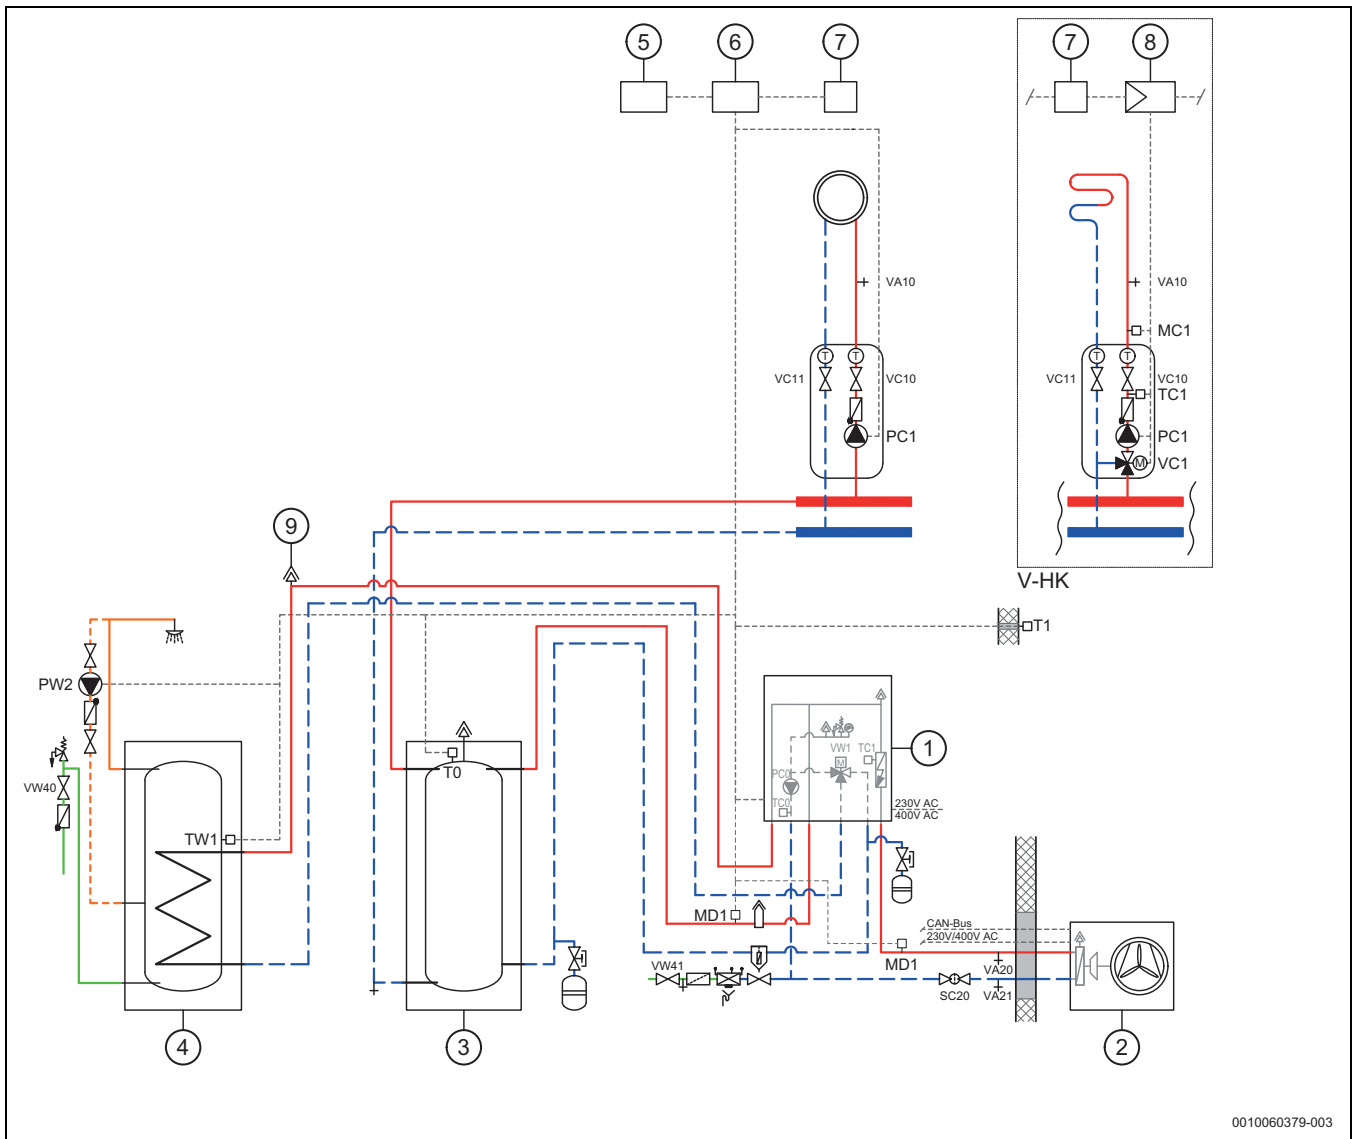 5
6
7
7
8
VA10
VA10
MC1
T
T
T
T
VC11
VC10
VC11
VC10
TC1
PC1
PC1
M
VC1
9
V-HK
T1
PW2
1
VW1
TC1
M
T0
PC0
VW40
TC0
230V AC
400V AC
TW1
MD1
CAN-Bus
230V/400V AC
MD1
VW41
VA20
SC20
VA21
4
3
2
0010060379-003